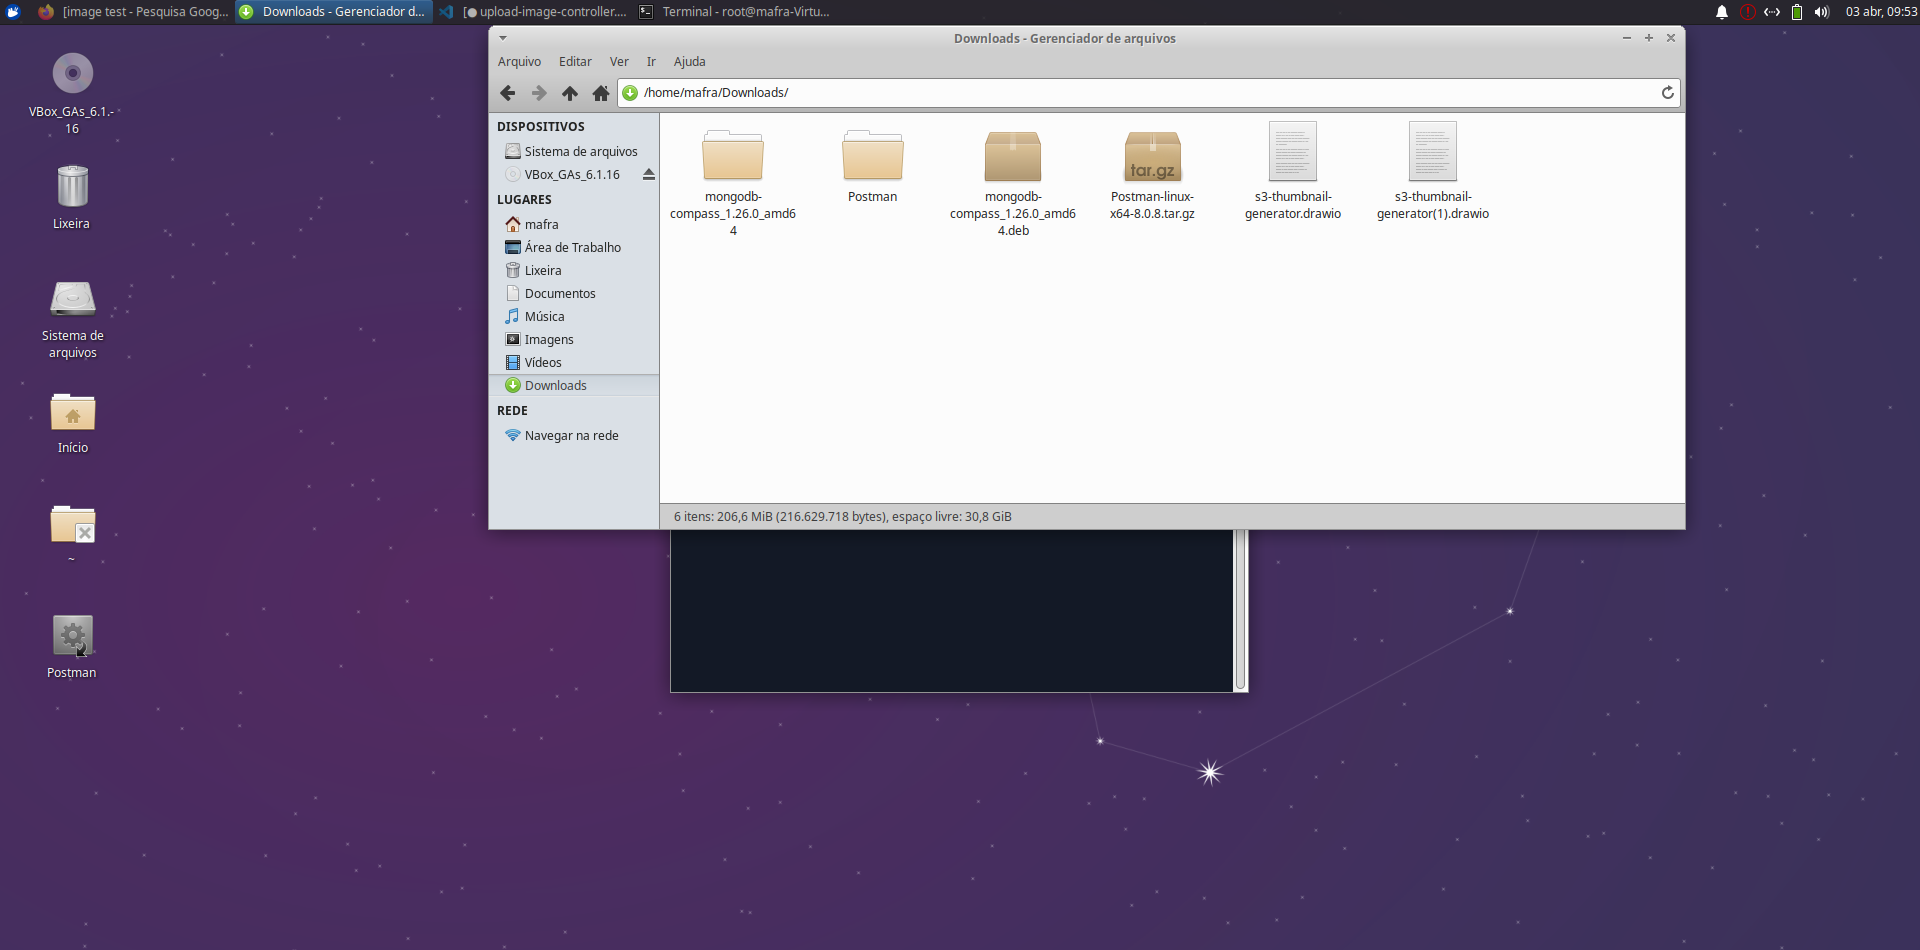 [image test - Pesquisa Goog...
Downloads - Gerenciador d...
[● upload-image-controller....
Terminal - root@mafra-Virtu...
03 abr, 09:53
VBox_GAs_6.1.-
16
Lixeira
Sistema de
arquivos
Início
~
Postman
Downloads - Gerenciador de arquivos
Arquivo Editar Ver Ir Ajuda
/home/mafra/Downloads/
DISPOSITIVOS
Sistema de arquivos
VBox_GAs_6.1.16
LUGARES
mafra
Área de Trabalho
Lixeira
Documentos
Música
Imagens
Vídeos
Downloads
REDE
Navegar na rede
mongodb-
compass_1.26.0_amd6
4
Postman
mongodb-
compass_1.26.0_amd6
4.deb
tar.gz
Postman-linux-
x64-8.0.8.tar.gz
s3-thumbnail-
generator.drawio
s3-thumbnail-
generator(1).drawio
6 itens: 206,6 MiB (216.629.718 bytes), espaço livre: 30,8 GiB